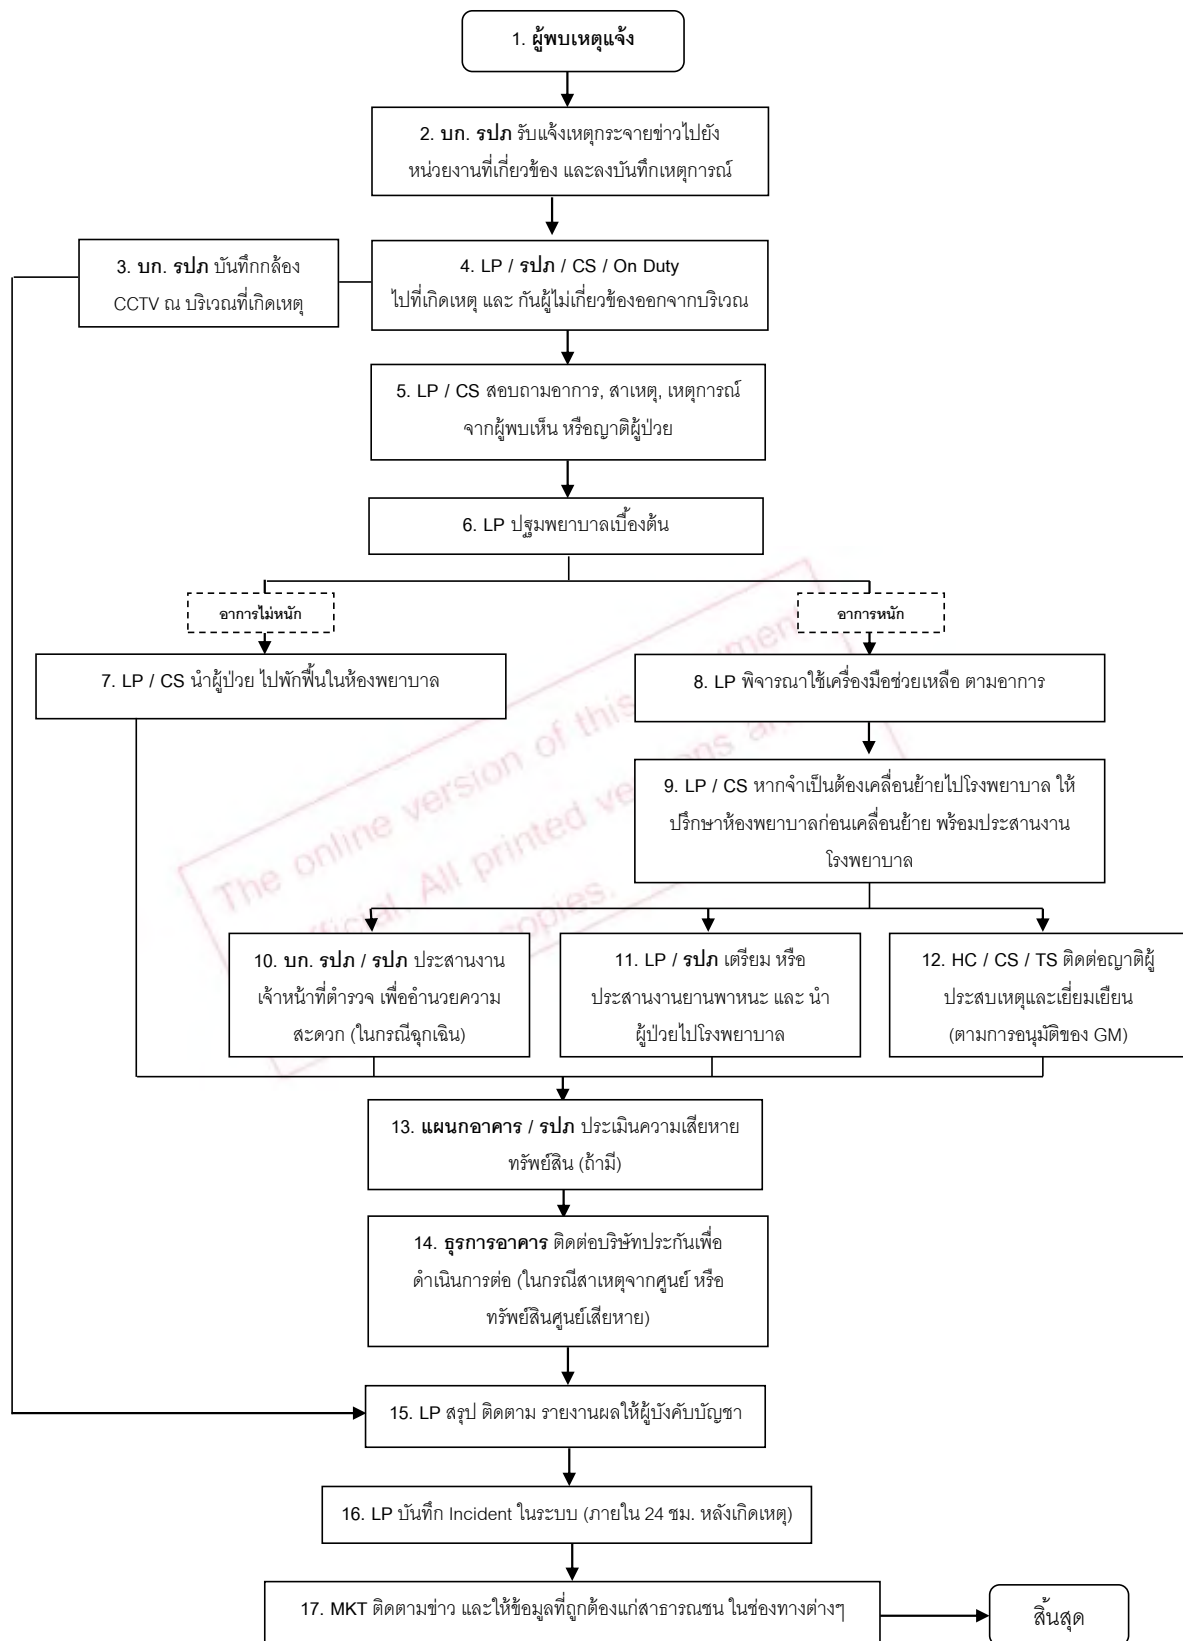 1. ผู้พบเหตุแจ้ง
2. บก. รปภ รับแจ้งเหตุกระจายข่าวไปยัง
หน่วยงานที่เกี่ยวข้อง และลงบันทึกเหตุการณ์
3. บก. รปภ บันทึกกล้อง
CCTV ณ บริเวณที่เกิดเหตุ
4. LP / รปภ / CS / On Duty
ไปที่เกิดเหตุ และ กันผู้ไม่เกี่ยวข้องออกจากบริเวณ
5. LP / CS สอบถามอาการ, สาเหตุ, เหตุการณ์
จากผู้พบเห็น หรือญาติผู้ป่วย
6. LP ปฐมพยาบาลเบื้องต้น
อาการไม่หนัก
อาการหนัก
7. LP / CS นำผู้ป่วย ไปพักฟื้นในห้องพยาบาล
8. LP พิจารณาใช้เครื่องมือช่วยเหลือ ตามอาการ
9. LP / CS หากจำเป็นต้องเคลื่อนย้ายไปโรงพยาบาล ให้
ปรึกษาห้องพยาบาลก่อนเคลื่อนย้าย พร้อมประสานงาน
โรงพยาบาล
The online version of this
All printed
copies.
10. บก. รปภ / รปภ ประสานงาน
เจ้าหน้าที่ตำรวจ เพื่ออำนวยความ
สะดวก (ในกรณีฉุกเฉิน)
11. LP / รปภ เตรียม หรือ
ประสานงานยานพาหนะ และ นำ
ผู้ป่วยไปโรงพยาบาล
12. HC / CS / TS ติดต่อญาติผู้
ประสบเหตุและเยี่ยมเยียน
(ตามการอนุมัติของ GM)
13. แผนกอาคาร / รปภ ประเมินความเสียหาย
ทรัพย์สิน (ถ้ามี)
14. ธุรการอาคาร ติดต่อบริษัทประกันเพื่อ
ดำเนินการต่อ (ในกรณีสาเหตุจากศูนย์ หรือ
ทรัพย์สินศูนย์เสียหาย)
15. LP สรุป ติดตาม รายงานผลให้ผู้บังคับบัญชา
16. LP บันทึก Incident ในระบบ (ภายใน 24 ชม. หลังเกิดเหตุ)
17. MKT ติดตามข่าว และให้ข้อมูลที่ถูกต้องแก่สาธารณชน ในช่องทางต่างๆ
สิ้นสุด